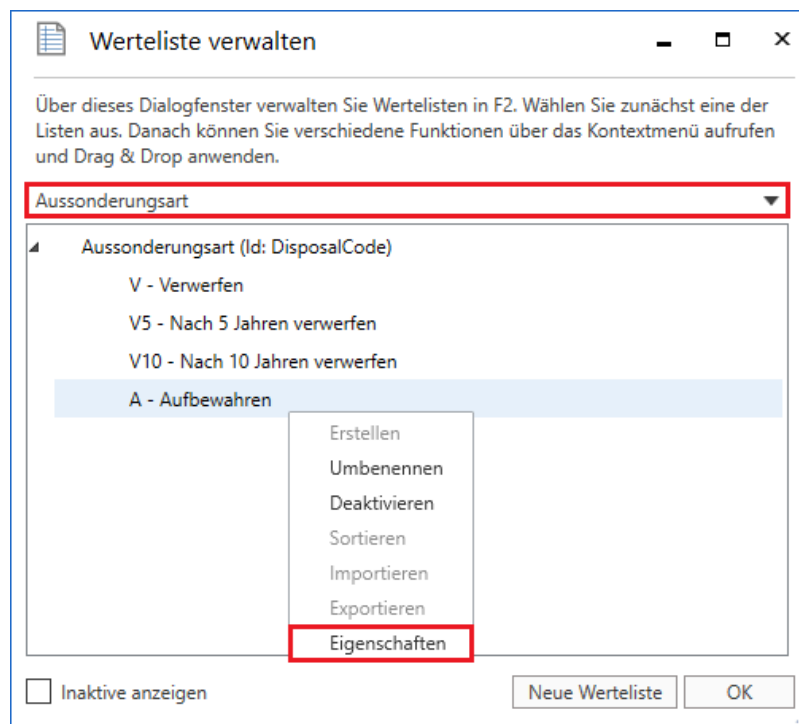 Werteliste verwalten
Über dieses Dialogfenster verwalten Sie Wertelisten in F2. Wählen Sie zunächst eine der
Listen aus. Danach können Sie verschiedene Funktionen über das Kontextmenü aufrufen
und Drag & Drop anwenden.
Aussonderungsart
Aussonderungsart (Id: DisposalCode)
V - Verwerfen
V5 - Nach 5 Jahren verwerfen
V10 - Nach 10 Jahren verwerfen
A - Aufbewahren
Erstellen
Umbenennen
Deaktivieren
Sortieren
Importieren
Exportieren
Eigenschaften
Inaktive anzeigen
Neue Werteliste
OK